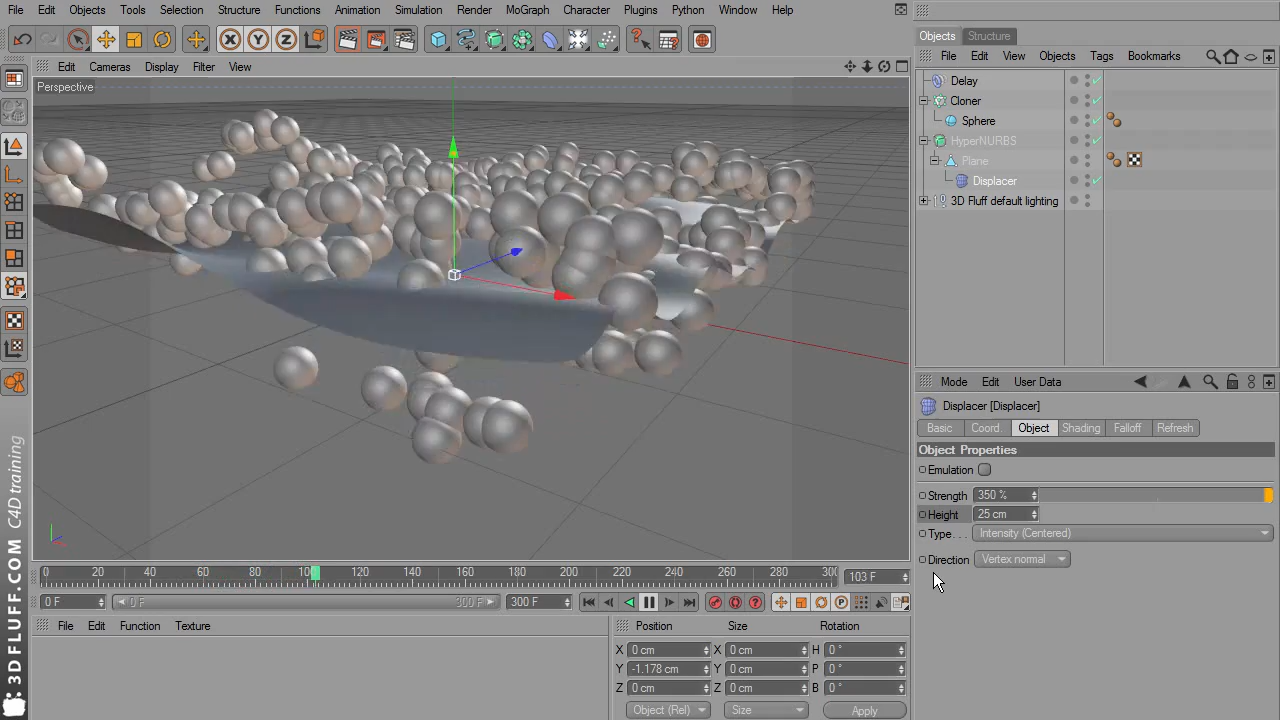 File Edit Objects Tools Selection Structure Functions Animation Simulation Render MoGraph Character Plugins Python Window Help
Objects Structure
File Edit View Objects Tags Bookmarks
Edit Cameras Display Filter View
Perspective
Delay
Cloner
Sphere
HyperNURBS
Plane
Displacer
3D Fluff default lighting
Mode Edit User Data
Displacer [Displacer]
Basic Coord. Object Shading Falloff Refresh
Object Properties
Emulation
Strength 350 %
Height 25 cm
Type . . . Intensity (Centered)
Direction Vertex normal
0 20 40 60 80 100 120 140 160 180 200 220 240 260 280 300 103 F
0 F 0 F 300 F 300 F
File Edit Function Texture
Position Size Rotation
X 0 cm X 0 cm H 0 °
Y -1.178 cm Y 0 cm P 0 °
Z 0 cm Z 0 cm B 0 °
Object (Rel) Size Apply
3DFLUFF.COM C4D training